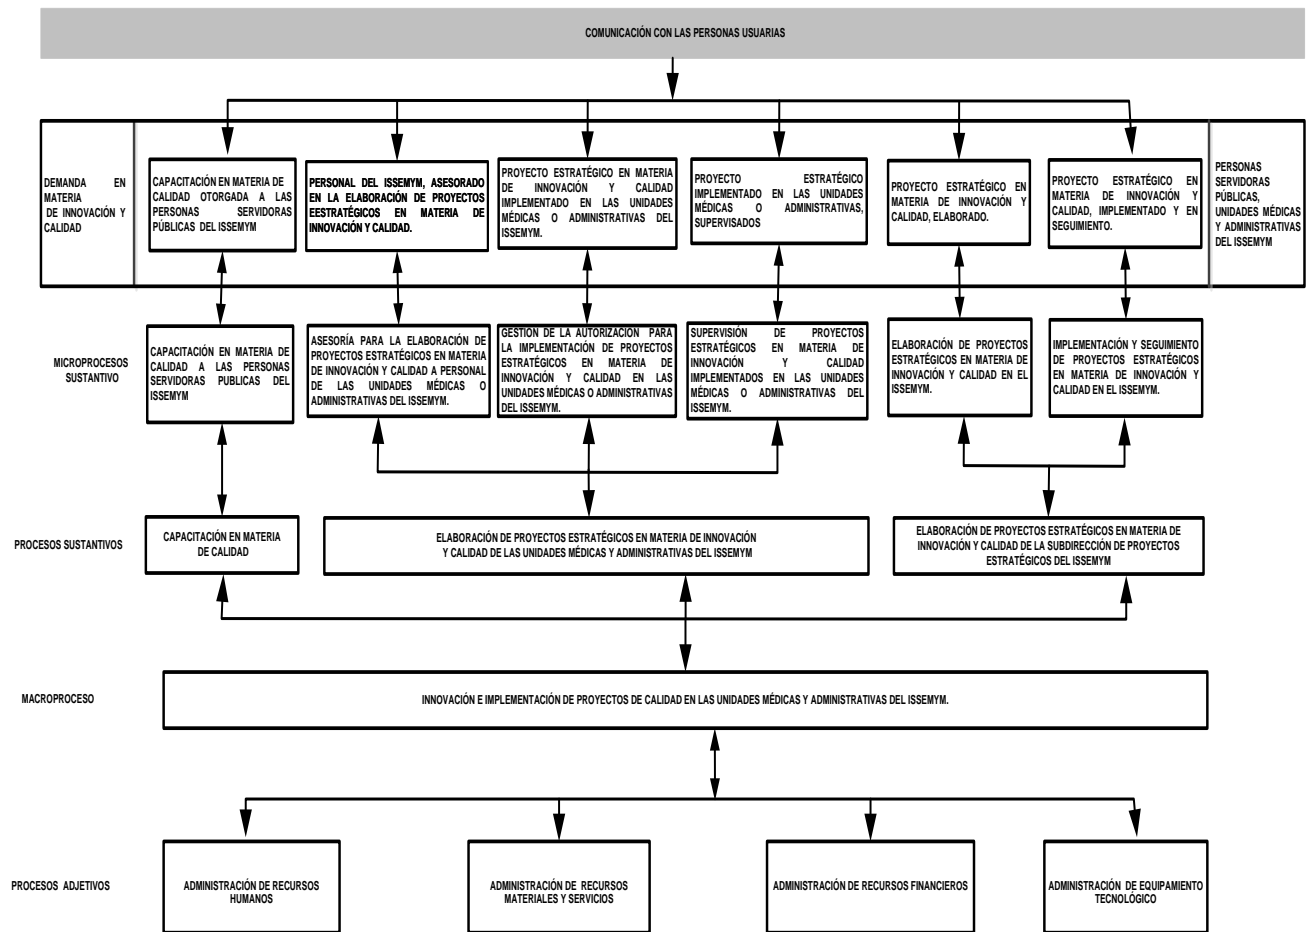 COMUNICACIÓN CON LAS PERSONAS USUARIAS
DEMANDA EN
MATERIA
DE INNOVACIÓN Y
CALIDAD
CAPACITACIÓN EN MATERIA DE
CALIDAD OTORGADA A LAS
PERSONAS SERVIDORAS
PÚBLICAS DEL ISSEMYM
PERSONAL DEL ISSEMYM, ASESORADO
EN LA ELABORACIÓN DE PROYECTOS
EESTRATÉGICOS EN MATERIA DE
INNOVACIÓN Y CALIDAD.
PROYECTO ESTRATÉGICO EN MATERIA
DE INNOVACIÓN Y CALIDAD
IMPLEMENTADO EN LAS UNIDADES
MÉDICAS O ADMINISTRATIVAS DEL
ISSEMYM.
PROYECTO ESTRATÉGICO
IMPLEMENTADO EN LAS UNIDADES
MÉDICAS O ADMINISTRATIVAS,
SUPERVISADOS
PROYECTO ESTRATÉGICO EN
MATERIA DE INNOVACIÓN Y
CALIDAD, ELABORADO.
PROYECTO ESTRATÉGICO EN
MATERIA DE INNOVACIÓN Y
CALIDAD, IMPLEMENTADO Y EN
SEGUIMIENTO.
PERSONAS
SERVIDORAS
PÚBLICAS,
UNIDADES MÉDICAS
Y ADMINISTRATIVAS
DEL ISSEMYM
MICROPROCESOS
SUSTANTIVO
CAPACITACIÓN EN MATERIA DE
CALIDAD A LAS PERSONAS
SERVIDORAS PUBLICAS DEL
ISSEMYM
ASESORÍA PARA LA ELABORACIÓN DE
PROYECTOS ESTRATÉGICOS EN MATERIA
DE INNOVACIÓN Y CALIDAD A PERSONAL
DE LAS UNIDADES MÉDICAS O
ADMINISTRATIVAS DEL ISSEMYM.
GESTIÓN DE LA AUTORIZACIÓN PARA
LA IMPLEMENTACIÓN DE PROYECTOS
ESTRATÉGICOS EN MATERIA DE
INNOVACIÓN Y CALIDAD EN LAS
UNIDADES MÉDICAS O ADMINISTRATIVAS
DEL ISSEMYM.
SUPERVISIÓN DE PROYECTOS
ESTRATÉGICOS EN MATERIA DE
INNOVACIÓN Y CALIDAD
IMPLEMENTADOS EN LAS UNIDADES
MÉDICAS O ADMINISTRATIVAS DEL
ISSEMYM.
ELABORACIÓN DE PROYECTOS
ESTRATÉGICOS EN MATERIA DE
INNOVACIÓN Y CALIDAD EN EL
ISSEMYM.
IMPLEMENTACIÓN Y SEGUIMIENTO
DE PROYECTOS ESTRATÉGICOS
EN MATERIA DE INNOVACIÓN Y
CALIDAD EN EL ISSEMYM.
PROCESOS SUSTANTIVOS
CAPACITACIÓN EN MATERIA
DE CALIDAD
ELABORACIÓN DE PROYECTOS ESTRATÉGICOS EN MATERIA DE INNOVACIÓN
Y CALIDAD DE LAS UNIDADES MÉDICAS Y ADMINISTRATIVAS DEL ISSEMYM
ELABORACIÓN DE PROYECTOS ESTRATÉGICOS EN MATERIA DE
INNOVACIÓN Y CALIDAD DE LA SUBDIRECCIÓN DE PROYECTOS
ESTRATÉGICOS DEL ISSEMYM
MACROPROCESO
INNOVACIÓN E IMPLEMENTACIÓN DE PROYECTOS DE CALIDAD EN LAS UNIDADES MÉDICAS Y ADMINISTRATIVAS DEL ISSEMYM.
PROCESOS ADJETIVOS
ADMINISTRACIÓN DE RECURSOS
HUMANOS
ADMINISTRACIÓN DE RECURSOS
MATERIALES Y SERVICIOS
ADMINISTRACIÓN DE RECURSOS FINANCIEROS
ADMINISTRACIÓN DE EQUIPAMIENTO
TECNOLÓGICO